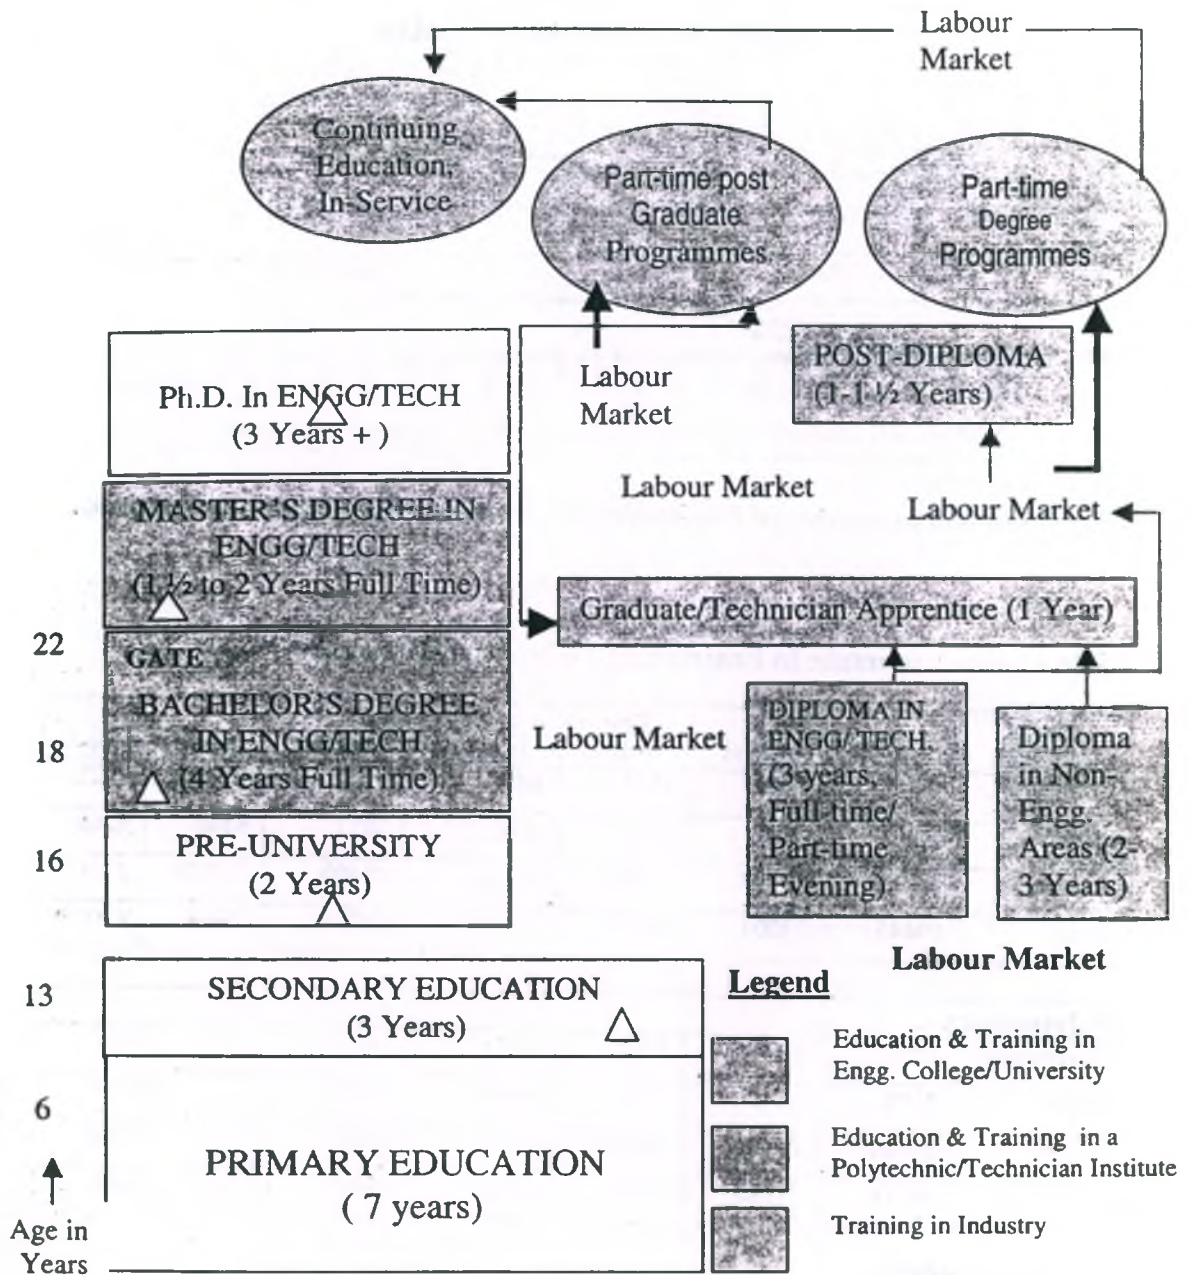 Labour
Market
Continuing
Education,
In-Service
Part-time post
Graduate
Programmes
Part-time
Degree
Programmes
Ph.D. In ENGG/TECH
(3 Years + )
Labour
Market
POST-DIPLOMA
(1-1 ½ Years)
MASTER'S DEGREE IN
ENGG/TECH
(1 ½ to 2 Years Full Time)
Labour Market
Labour Market
Graduate/Technician Apprentice (1 Year)
22
GATE
BACHELOR'S DEGREE
IN ENGG/TECH
(4 Years Full Time)
18
Labour Market
DIPLOMA IN
ENGG/ TECH.
(3 years,
Full-time/
Part-time
Evening)
Diploma
in Non-
Engg.
Areas (2-
3 Years)
16
PRE-UNIVERSITY
(2 Years)
Labour Market
13
SECONDARY EDUCATION
(3 Years)
6
PRIMARY EDUCATION
( 7 years)
Age in
Years
Legend
Education & Training in
Engg. College/University
Education & Training in a
Polytechnic/Technician Institute
Training in Industry